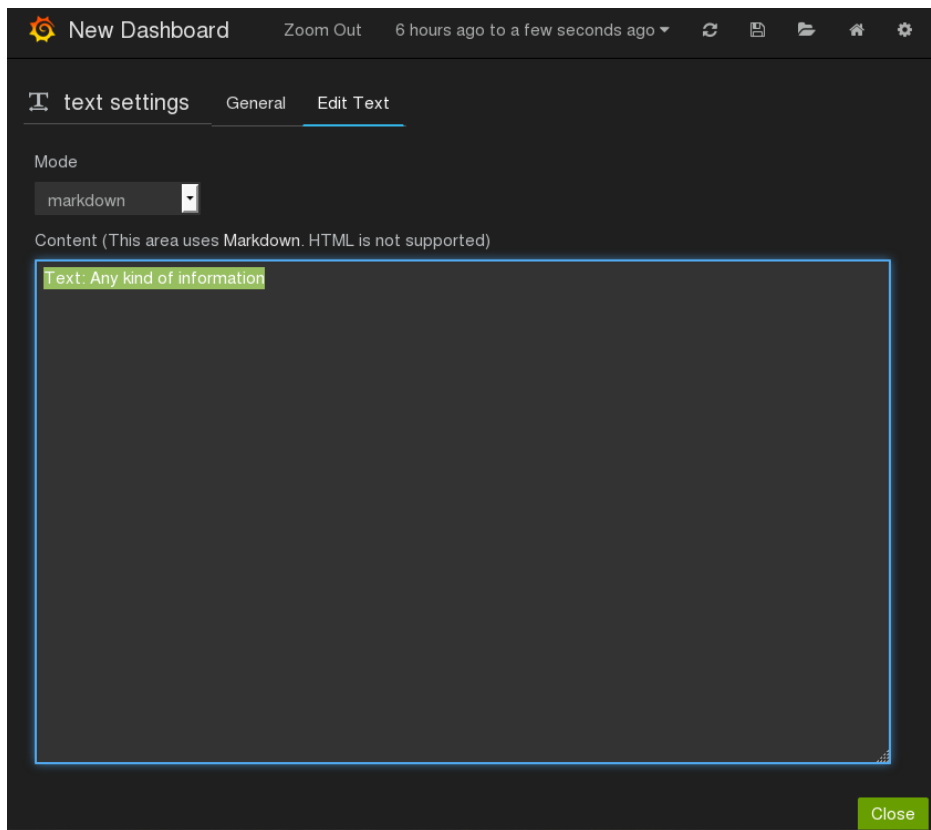 New Dashboard Zoom Out 6 hours ago to a few seconds ago
text settings General Edit Text
Mode
markdown
Content (This area uses Markdown. HTML is not supported)
Text: Any kind of information
Close